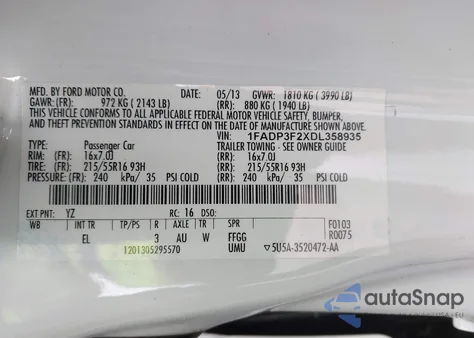 MFD. BY FORD MOTOR CO. 05/13 GVWR: 1810 KG ( 3990 LB)
GAWR: (FR) 972 KG ( 2143 LB) (RR) 880 KG ( 1940 LB)
THIS VEHICLE CONFORMS TO ALL APPLICABLE
FEDERAL MOTOR VEHICLE SAFETY, BUMPER,
AND THEFT PREVENTION STANDARDS IN EFFECT
ON THE DATE OF MANUFACTURE SHOWN ABOVE.
1FADP3F2XDL358935
TYPE: Passenger Car TRAILER TOWING - SEE OWNER GUIDE
RIM: (FR) 16x7.0J (RR) 16x7.0J
TIRE: (FR) 215/55R16 93H (RR) 215/55R16 93H
PRESSURE: (FR) 240 kPa/ 35 PSI COLD (RR) 240 kPa/ 35 PSI COLD
EXT PNT: YZ RC: 16 DSO:
WB INT TR TP/PS R AX TR SPR F0103
EL 3 AU W FFGG R0075
1201305295570 UMU ▽ 5U5A-3520472-AA
autoSnap